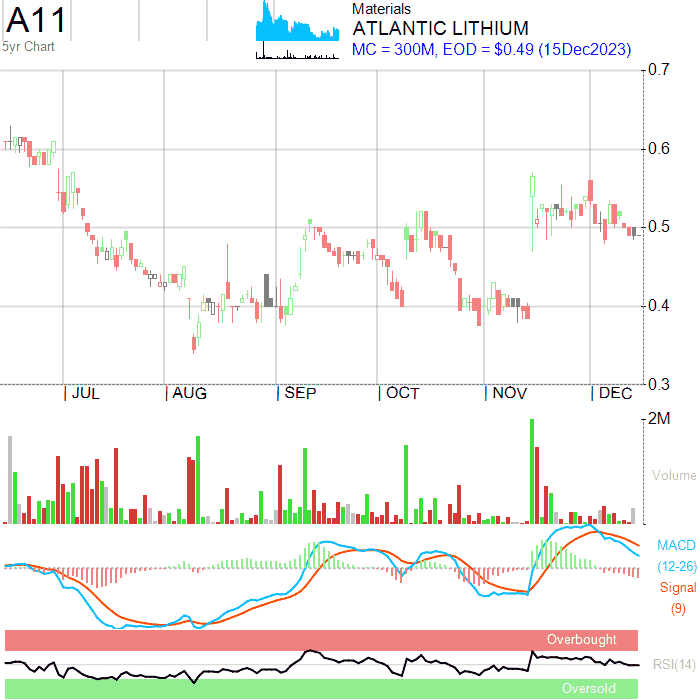 A11
5yr Chart
Materials
ATLANTIC LITHIUM
MC = 300M, EOD = $0.49 (15Dec2023)
0.7
0.6
0.5
0.4
0.3
JUL AUG SEP OCT NOV DEC
2M
Volume
MACD
(12-26)
Signal
(9)
Overbought
RSI(14)
Oversold